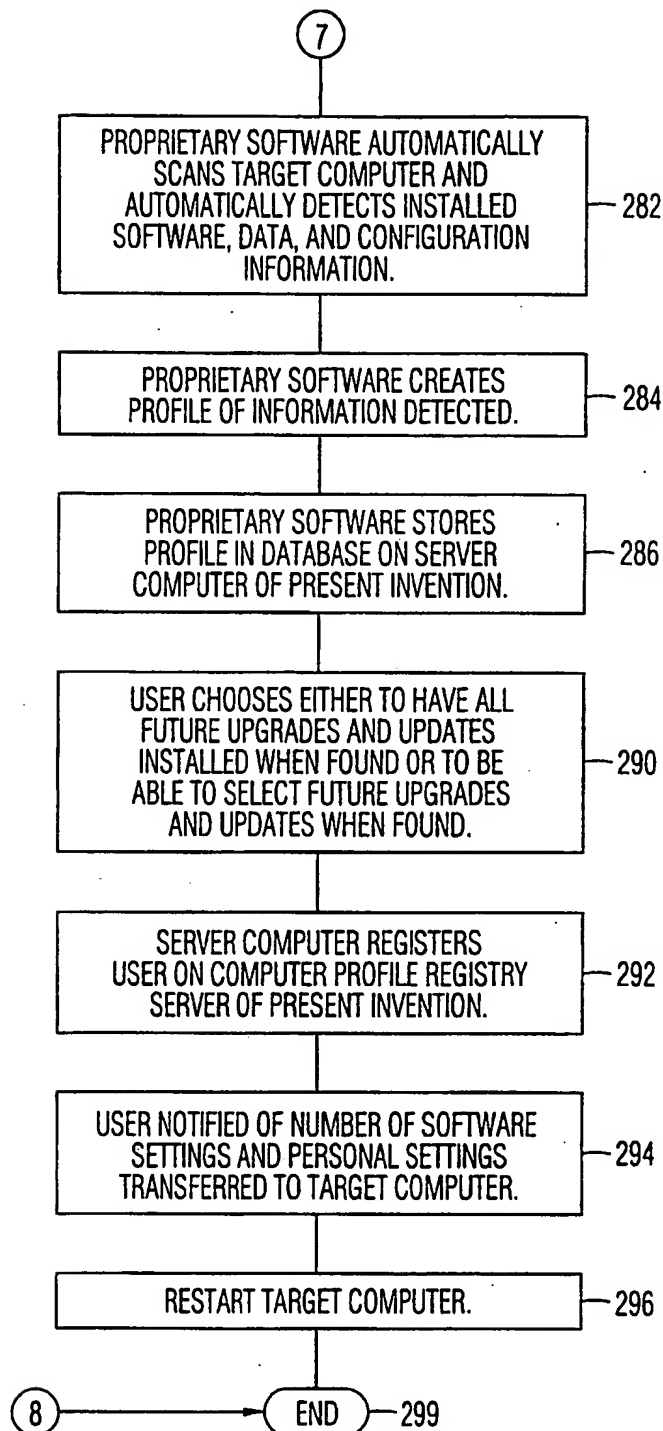 7
PROPRIETARY SOFTWARE AUTOMATICALLY
SCANS TARGET COMPUTER AND
AUTOMATICALLY DETECTS INSTALLED
SOFTWARE, DATA, AND CONFIGURATION
INFORMATION.
282
PROPRIETARY SOFTWARE CREATES
PROFILE OF INFORMATION DETECTED.
284
PROPRIETARY SOFTWARE STORES
PROFILE IN DATABASE ON SERVER
COMPUTER OF PRESENT INVENTION.
286
USER CHOOSES EITHER TO HAVE ALL
FUTURE UPGRADES AND UPDATES
INSTALLED WHEN FOUND OR TO BE
ABLE TO SELECT FUTURE UPGRADES
AND UPDATES WHEN FOUND.
290
SERVER COMPUTER REGISTERS
USER ON COMPUTER PROFILE REGISTRY
SERVER OF PRESENT INVENTION.
292
USER NOTIFIED OF NUMBER OF SOFTWARE
SETTINGS AND PERSONAL SETTINGS
TRANSFERRED TO TARGET COMPUTER.
294
RESTART TARGET COMPUTER.
296
8
END
299